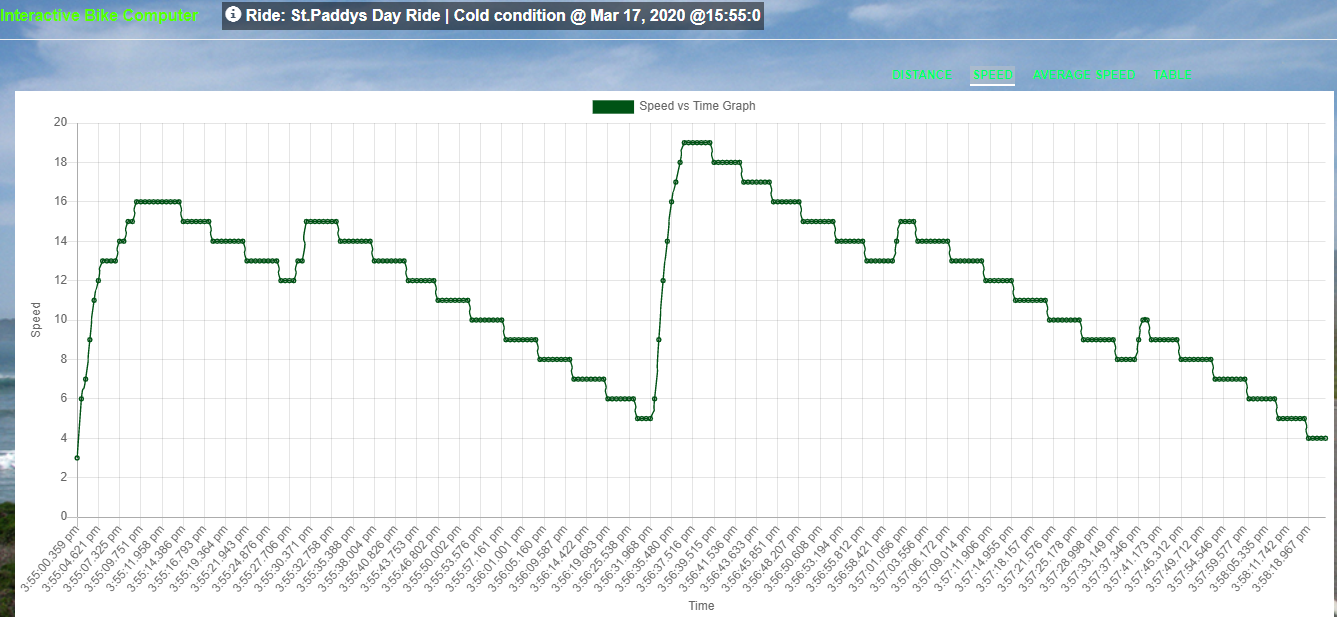 Interactive Bike Computer
Ride: St.Paddys Day Ride | Cold condition @ Mar 17, 2020 @15:55:0
DISTANCE SPEED AVERAGE SPEED TABLE
Speed vs Time Graph
20
18
16
14
12
10
8
6
4
2
0
Speed
3:55:00.359 pm
3:55:04.621 pm
3:55:07.325 pm
3:55:09.751 pm
3:55:11.958 pm
3:55:14.386 pm
3:55:16.793 pm
3:55:19.364 pm
3:55:21.943 pm
3:55:24.876 pm
3:55:27.706 pm
3:55:30.371 pm
3:55:32.758 pm
3:55:35.388 pm
3:55:38.004 pm
3:55:40.826 pm
3:55:43.753 pm
3:55:46.802 pm
3:55:50.002 pm
3:55:53.576 pm
3:55:57.161 pm
3:56:01.001 pm
3:56:05.160 pm
3:56:09.587 pm
3:56:14.422 pm
3:56:19.683 pm
3:56:25.538 pm
3:56:31.968 pm
3:56:35.480 pm
3:56:37.516 pm
3:56:39.515 pm
3:56:41.536 pm
3:56:43.633 pm
3:56:45.851 pm
3:56:48.207 pm
3:56:50.608 pm
3:56:53.194 pm
3:56:55.812 pm
3:56:58.421 pm
3:57:01.056 pm
3:57:03.556 pm
3:57:06.172 pm
3:57:09.014 pm
3:57:11.906 pm
3:57:14.955 pm
3:57:18.157 pm
3:57:21.576 pm
3:57:25.178 pm
3:57:28.998 pm
3:57:33.149 pm
3:57:37.346 pm
3:57:41.173 pm
3:57:45.312 pm
3:57:49.712 pm
3:57:54.546 pm
3:57:59.577 pm
3:58:05.335 pm
3:58:11.742 pm
3:58:18.967 pm
Time